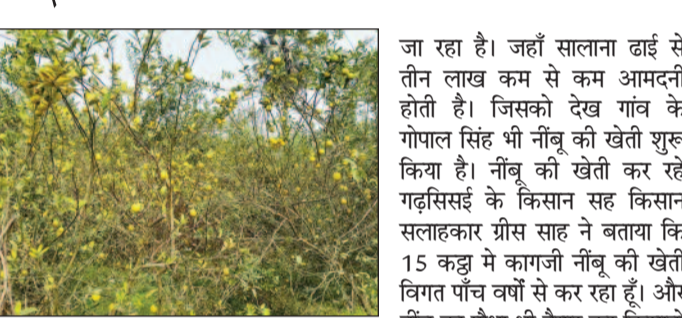 जा रहा है। जहाँ सालाना ढाई से
तीन लाख कम से कम आमदनी
होती है। जिसको देख गांव के
गोपाल सिंह भी नींबू की खेती शुरू
किया है। नींबू की खेती कर रहे
गढ़सिसई के किसान सह किसान
सलाहकार ग्रीस साह ने बताया कि
15 कट्ठा मे कागजी नींबू की खेती
विगत पाँच वर्षों से कर रहा हूँ। और